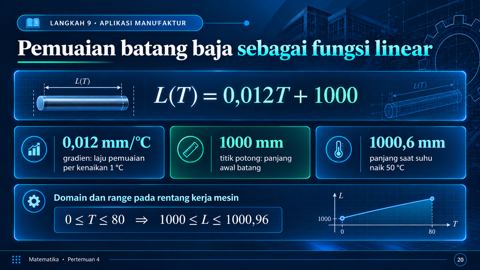 LANGKAH 9 • APLIKASI MANUFAKTUR
Pemuaian batang baja sebagai fungsi linear
L(T)
L(T) = 0,012T + 1000
L(T)
0,012 mm/°C
gradien: laju pemuaian
per kenaikan 1 °C
1000 mm
titik potong: panjang
awal batang
1000,6 mm
panjang saat suhu
naik 50 °C
Domain dan range pada rentang kerja mesin
0 ≤ T ≤ 80 ⇒ 1000 ≤ L ≤ 1000,96
L
1000
0
80
T
Matematika • Pertemuan 4
20